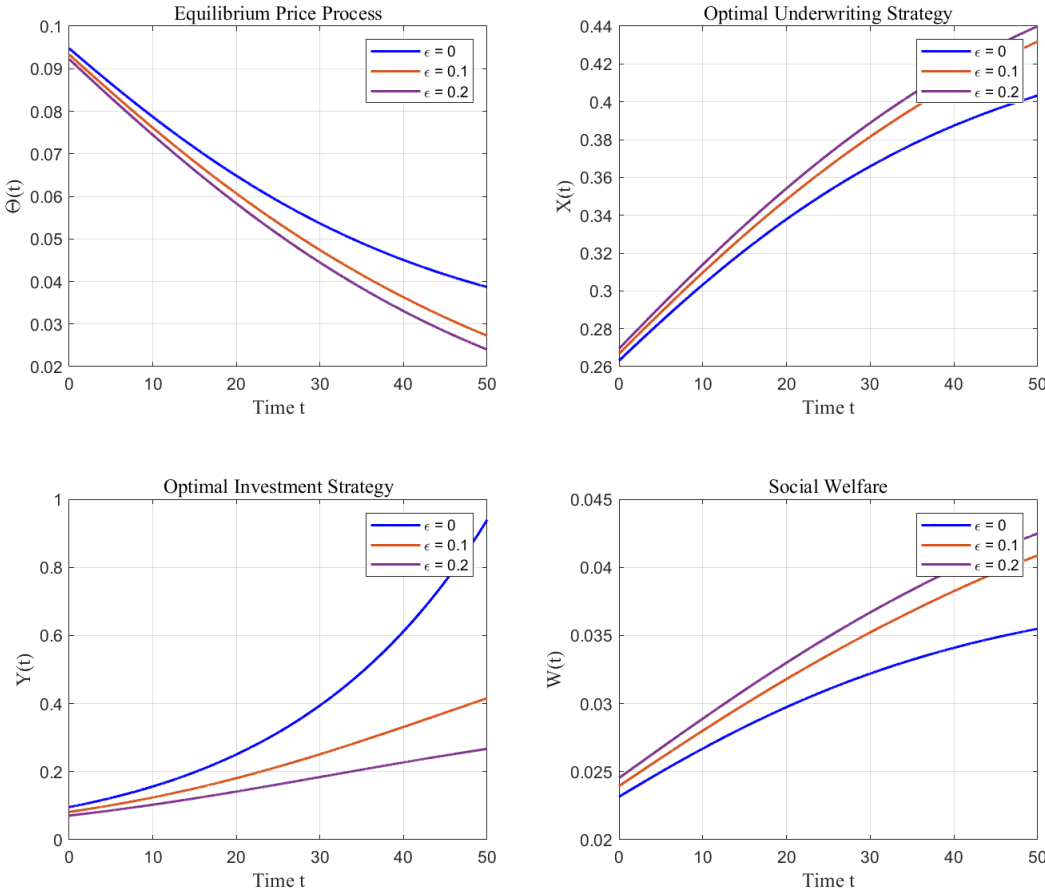 Equilibrium Price Process
0.1
0.09
0.08
0.07
0.06
0.05
0.04
0.03
0.02
Θ(t)
ϵ = 0
ϵ = 0.1
ϵ = 0.2
0 10 20 30 40 50
Time t
Optimal Underwriting Strategy
0.44
0.42
0.4
0.38
0.36
0.34
0.32
0.3
0.28
0.26
X(t)
ϵ = 0
ϵ = 0.1
ϵ = 0.2
0 10 20 30 40 50
Time t
Optimal Investment Strategy
1
0.8
0.6
0.4
0.2
0
Y(t)
ϵ = 0
ϵ = 0.1
ϵ = 0.2
0 10 20 30 40 50
Time t
Social Welfare
0.045
0.04
0.035
0.03
0.025
0.02
W(t)
ϵ = 0
ϵ = 0.1
ϵ = 0.2
0 10 20 30 40 50
Time t